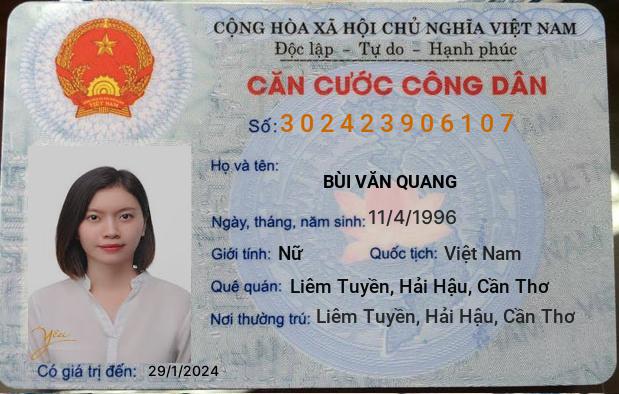 CỘNG HÒA XÃ HỘI CHỦ NGHĨA VIỆT NAM
Độc lập - Tự do - Hạnh phúc
CĂN CƯỚC CÔNG DÂN
Số: 302423906107
Họ và tên:
BÙI VĂN QUANG
Ngày, tháng, năm sinh: 11/4/1996
Giới tính: Nữ Quốc tịch: Việt Nam
Quê quán: Liêm Tuyền, Hải Hậu, Cần Thơ
Nơi thường trú: Liêm Tuyền, Hải Hậu, Cần Thơ
Yêu
Có giá trị đến: 29/1/2024
VIỆT NAM